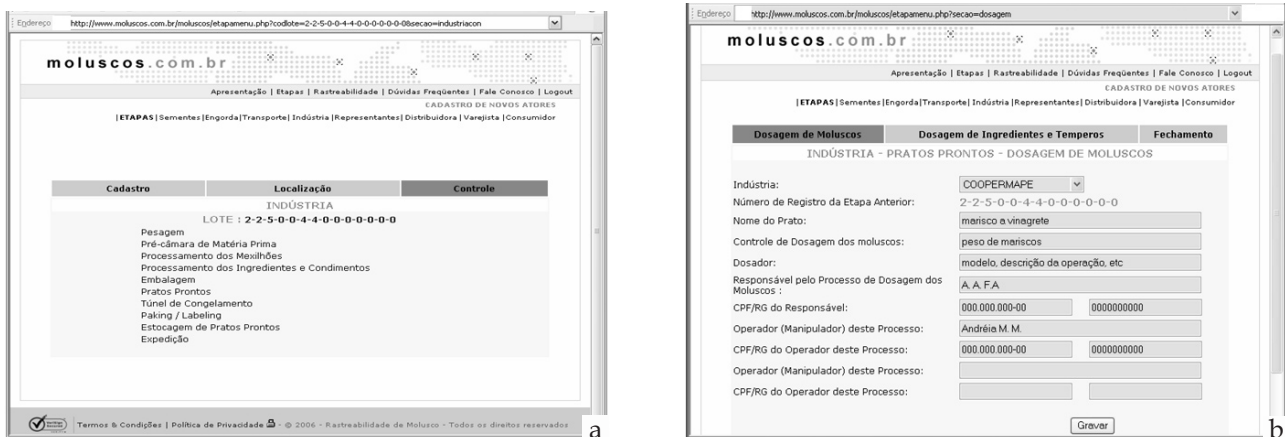 Endereço http://www.moluscos.com.br/moluscos/etapamenu.php?codlote=2-2-5-0-0-4-4-0-0-0-0-0-0-0&secao=industriacon
moluscos.com.br
Apresentação | Etapas | Rastreabilidade | Dúvidas Freqüentes | Fale Conosco | Logout
CADASTRO DE NOVOS ATORES
|ETAPAS|Sementes|Engorda|Transporte| Indústria |Representantes| Distribuidora | Varejista |Consumidor
Cadastro Localização Controle
INDÚSTRIA
LOTE : 2-2-5-0-0-4-4-0-0-0-0-0-0-0
Pesagem
Pré-câmara de Matéria Prima
Processamento dos Mexilhões
Processamento dos Ingredientes e Condimentos
Embalagem
Pratos Prontos
Túnel de Congelamento
Paking / Labeling
Estocagem de Pratos Prontos
Expedição
Termos & Condições | Política de Privacidade - © 2006 - Rastreabilidade de Molusco - Todos os direitos reservados
a
Endereço http://www.moluscos.com.br/moluscos/etapamenu.php?secao=dosagem
moluscos.com.br
Apresentação | Etapas | Rastreabilidade | Dúvidas Freqüentes | Fale Conosco | Logout
CADASTRO DE NOVOS ATORES
|ETAPAS|Sementes|Engorda|Transporte| Indústria |Representantes| Distribuidora | Varejista |Consumidor
Dosagem de Moluscos Dosagem de Ingredientes e Temperos Fechamento
INDÚSTRIA - PRATOS PRONTOS - DOSAGEM DE MOLUSCOS
Indústria: COOPERMAPE
Número de Registro da Etapa Anterior: 2-2-5-0-0-4-4-0-0-0-0-0-0-0
Nome do Prato: marisco a vinagrete
Controle de Dosagem dos moluscos: peso de mariscos
Dosador: modelo, descrição da operação, etc
Responsável pelo Processo de Dosagem dos
Moluscos : A. A. F.A
CPF/RG do Responsável: 000.000.000-00 0000000000
Operador (Manipulador) deste Processo: Andréia M. M.
CPF/RG do Operador deste Processo: 000.000.000-00 0000000000
Operador (Manipulador) deste Processo:
CPF/RG do Operador deste Processo:
Gravar
b